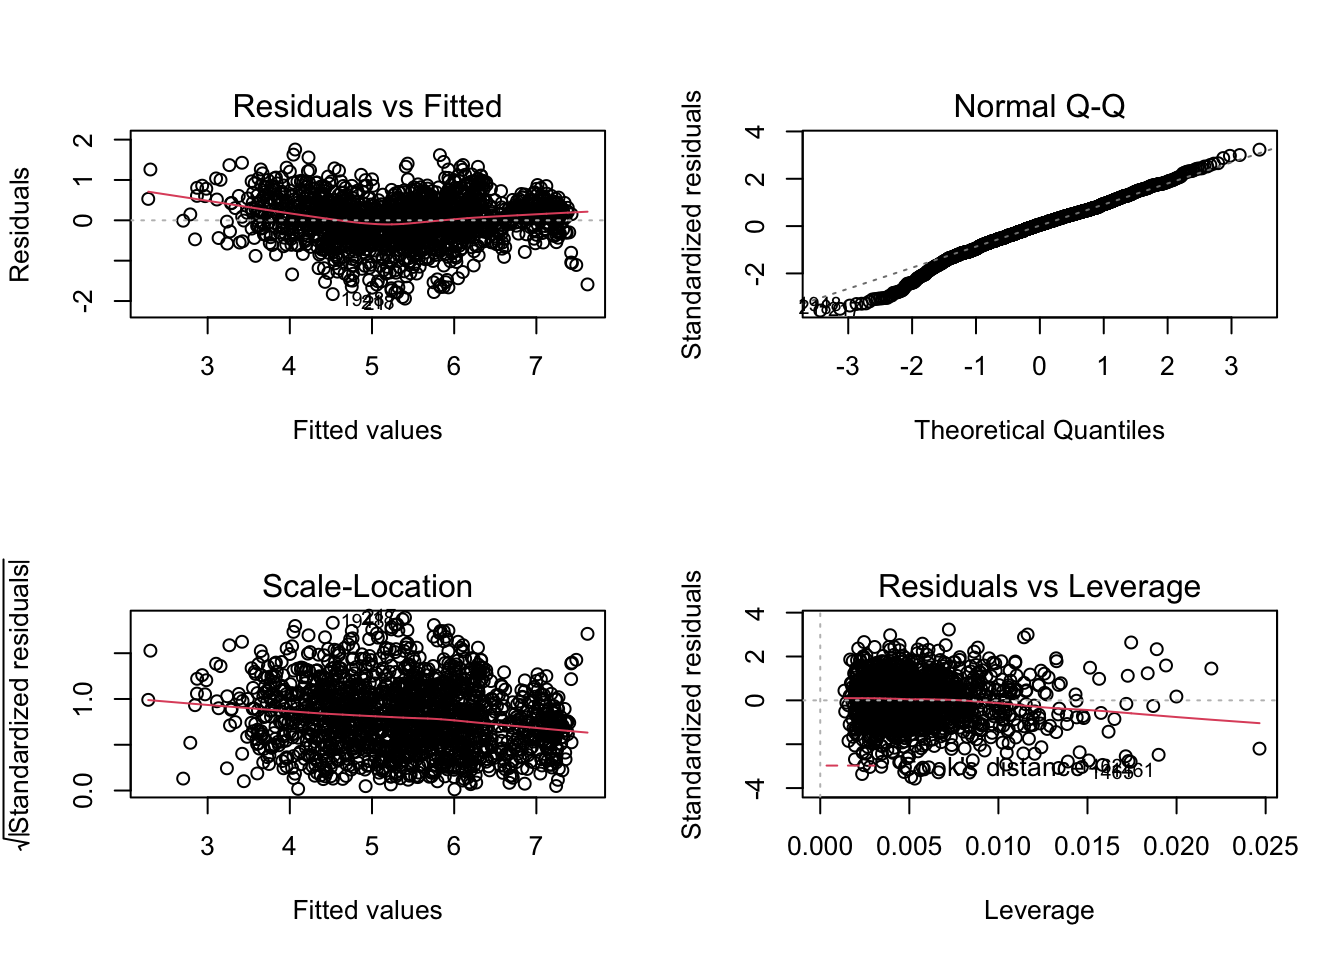 Residuals vs Fitted
Residuals
2
1
0
-2
3 4 5 6 7
Fitted values
Normal Q-Q
Standardized residuals
4
2
0
-2
-3 -2 -1 0 1 2 3
Theoretical Quantiles
Scale-Location
√|Standardized residuals|
1.0
0.0
3 4 5 6 7
Fitted values
Residuals vs Leverage
Standardized residuals
4
2
0
-4
Cook's distance
0.000 0.005 0.010 0.015 0.020 0.025
Leverage